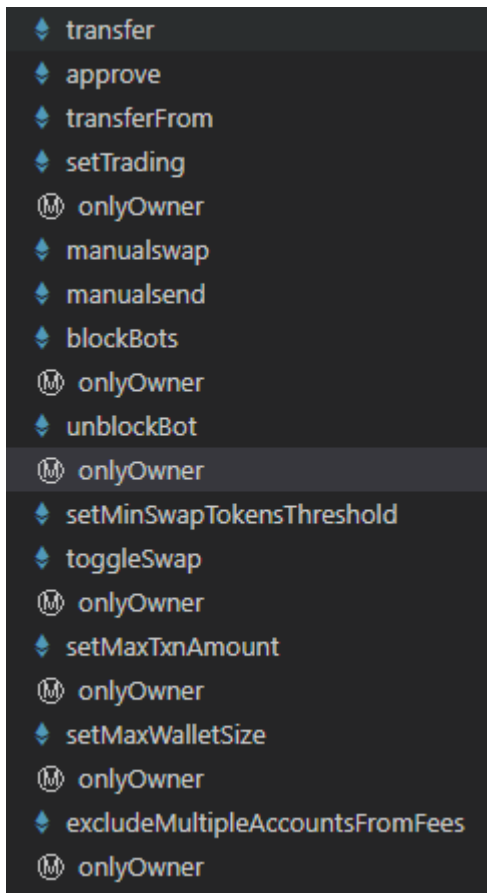 transfer
approve
transferFrom
setTrading
Ⓜ onlyOwner
manualswap
manualsend
blockBots
Ⓜ onlyOwner
unblockBot
Ⓜ onlyOwner
setMinSwapTokensThreshold
toggleSwap
Ⓜ onlyOwner
setMaxTxnAmount
Ⓜ onlyOwner
setMaxWalletSize
Ⓜ onlyOwner
excludeMultipleAccountsFromFees
Ⓜ onlyOwner